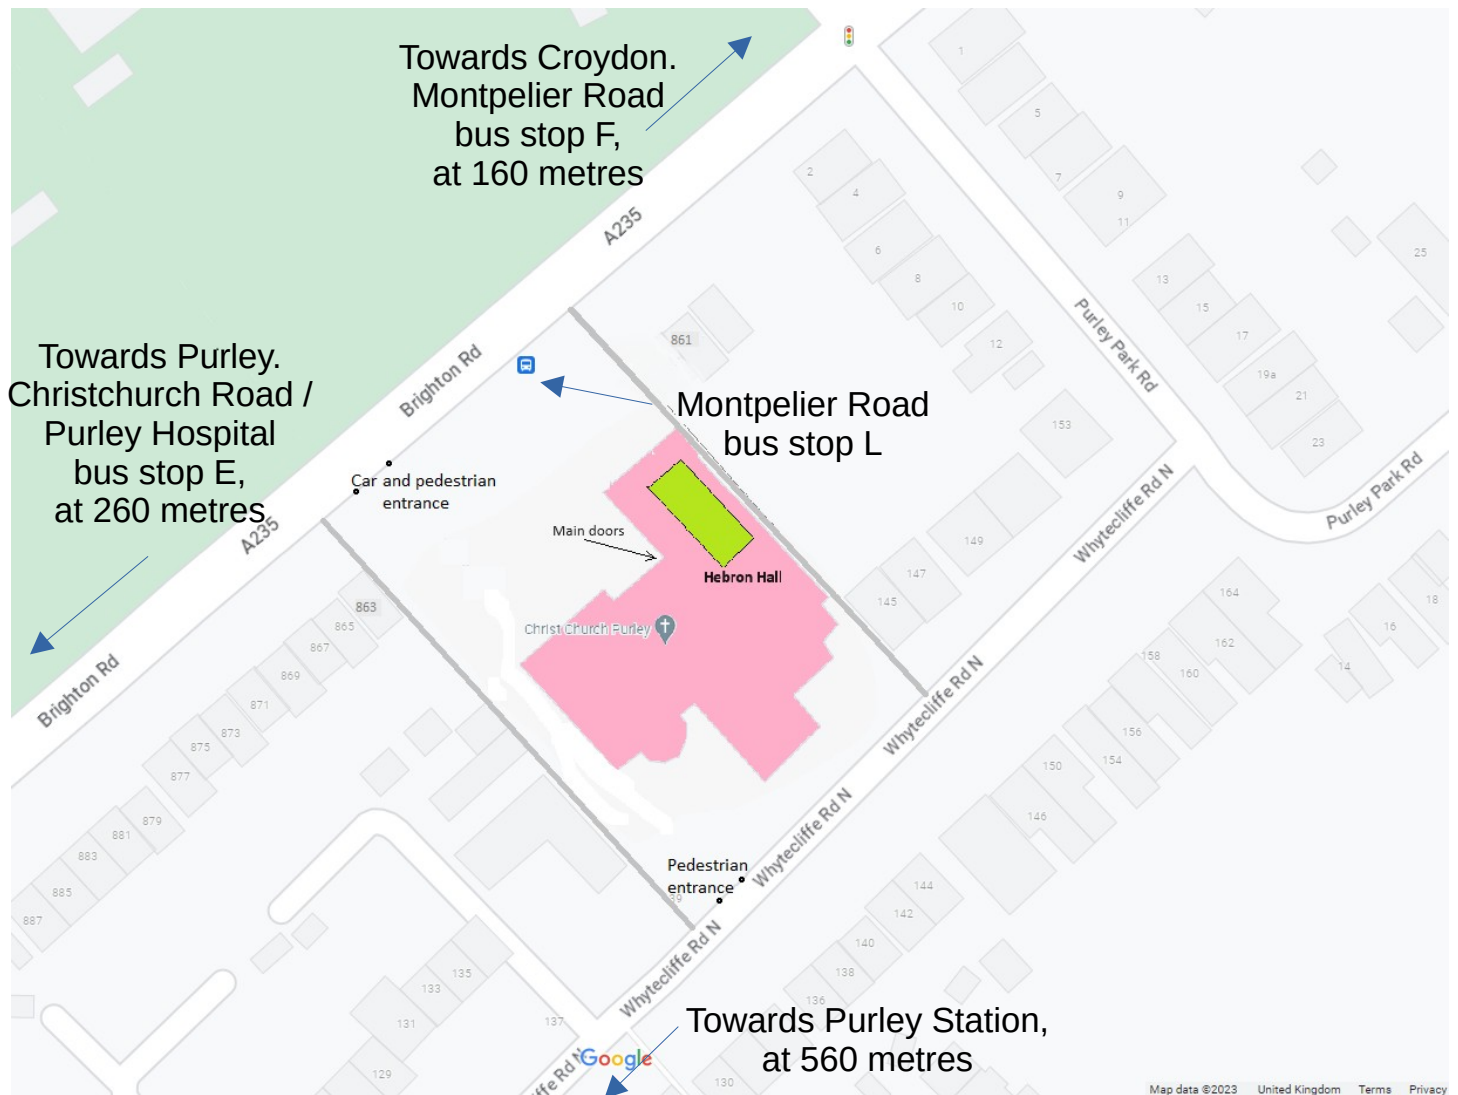 Towards Croydon.
Montpelier Road
bus stop F,
at 160 metres
A235
1
5
7
9
11
2
4
6
8
10
12
13
15
17
19a
21
23
25
Purley Park Rd
Purley Park Rd
861
Brighton Rd
Towards Purley.
Christchurch Road /
Purley Hospital
bus stop E,
at 260 metres
A235
Montpelier Road
bus stop L
Car and pedestrian
entrance
Main doors
Hebron Hall
Christ Church Purley
153
149
147
145
Whytecliffe Rd N
Whytecliffe Rd N
Whytecliffe Rd N
Whytecliffe Rd N
ffe Rd N
863
865
867
869
871
873
875
877
879
881
883
885
887
Brighton Rd
164
162
160
158
156
154
150
146
144
142
140
138
136
130
18
16
14
Pedestrian
entrance
39
135
133
131
137
129
Towards Purley Station,
at 560 metres
Google
Map data ©2023 United Kingdom Terms Privacy